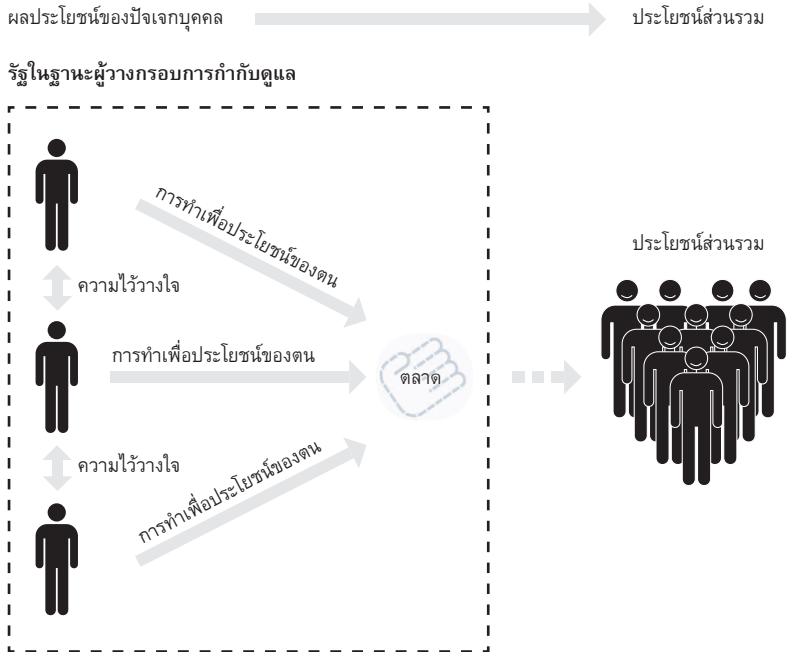 ผลประโยชน์ของปัจเจกบุคคล
ประโยชน์ส่วนรวม
รัฐในฐานะผู้วางกรอบการกำกับดูแล
การทำเพื่อประโยชน์ของตน
ประโยชน์ส่วนรวม
ความไว้วางใจ
การทำเพื่อประโยชน์ของตน
ตลาด
ความไว้วางใจ
การทำเพื่อประโยชน์ของตน